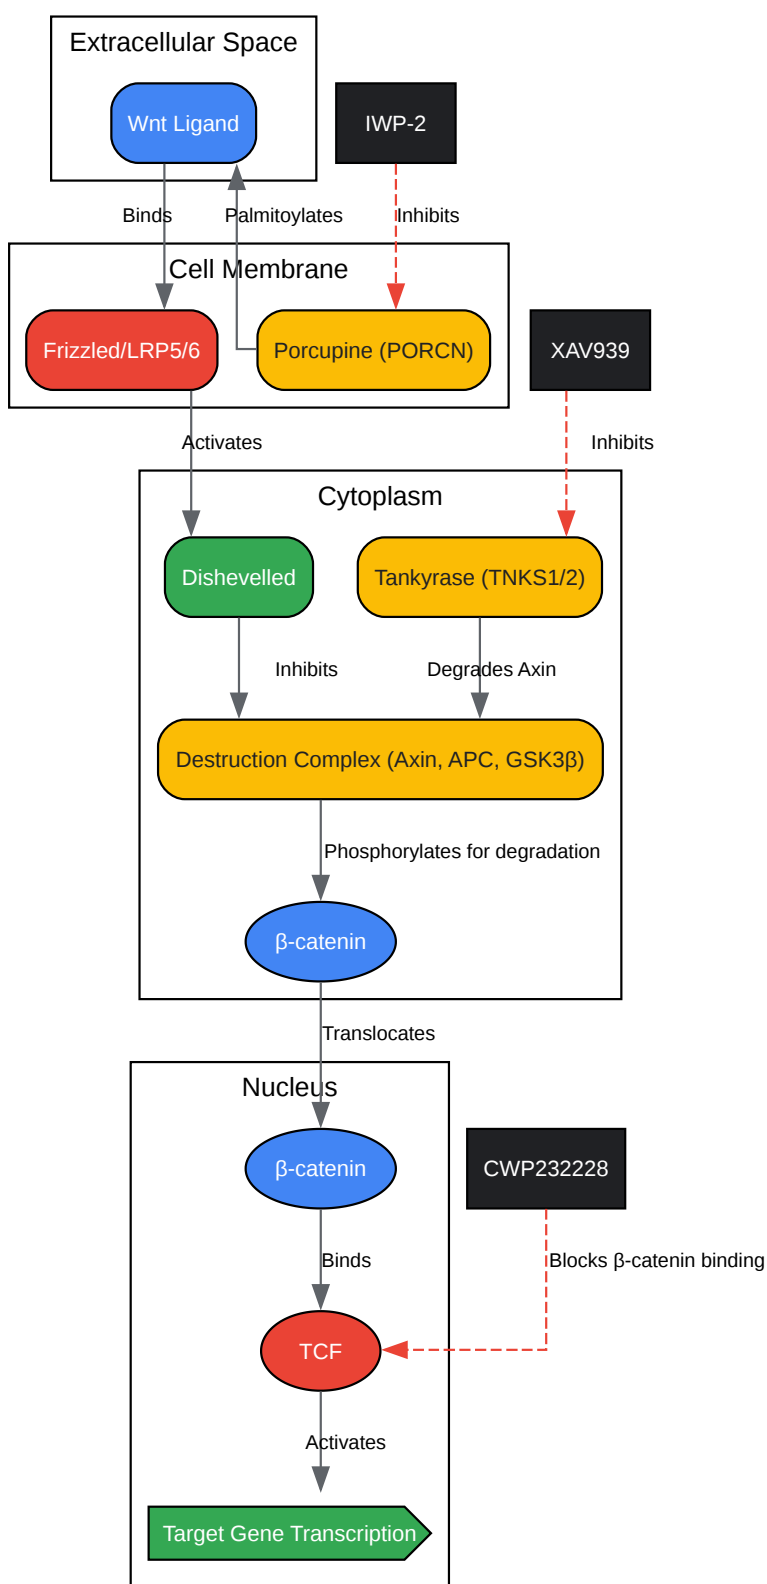 Extracellular Space
Wnt Ligand
IWP-2
Binds
Palmitoylates
Inhibits
Cell Membrane
Frizzled/LRP5/6
Porcupine (PORCN)
XAV939
Activates
Inhibits
Cytoplasm
Dishevelled
Tankyrase (TNKS1/2)
Inhibits
Degrades Axin
Destruction Complex (Axin, APC, GSK3β)
Phosphorylates for degradation
β-catenin
Translocates
Nucleus
β-catenin
CWP232228
Binds
Blocks β-catenin binding
TCF
Activates
Target Gene Transcription